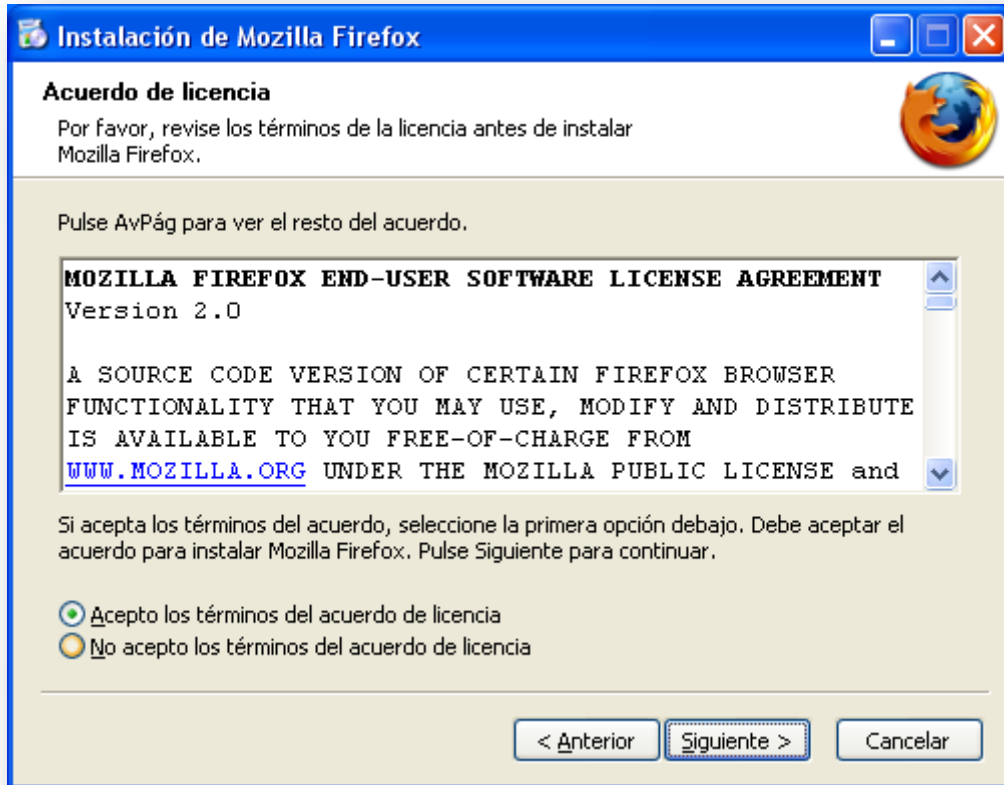 Instalación de Mozilla Firefox
Acuerdo de licencia
Por favor, revise los términos de la licencia antes de instalar
Mozilla Firefox.
Pulse AvPág para ver el resto del acuerdo.
MOZILLA FIREFOX END-USER SOFTWARE LICENSE AGREEMENT
Version 2.0
A SOURCE CODE VERSION OF CERTAIN FIREFOX BROWSER
FUNCTIONALITY THAT YOU MAY USE, MODIFY AND DISTRIBUTE
IS AVAILABLE TO YOU FREE-OF-CHARGE FROM
WWW.MOZILLA.ORG UNDER THE MOZILLA PUBLIC LICENSE and
Si acepta los términos del acuerdo, seleccione la primera opción debajo. Debe aceptar el
acuerdo para instalar Mozilla Firefox. Pulse Siguiente para continuar.
Acepto los términos del acuerdo de licencia
No acepto los términos del acuerdo de licencia
< Anterior Siguiente > Cancelar